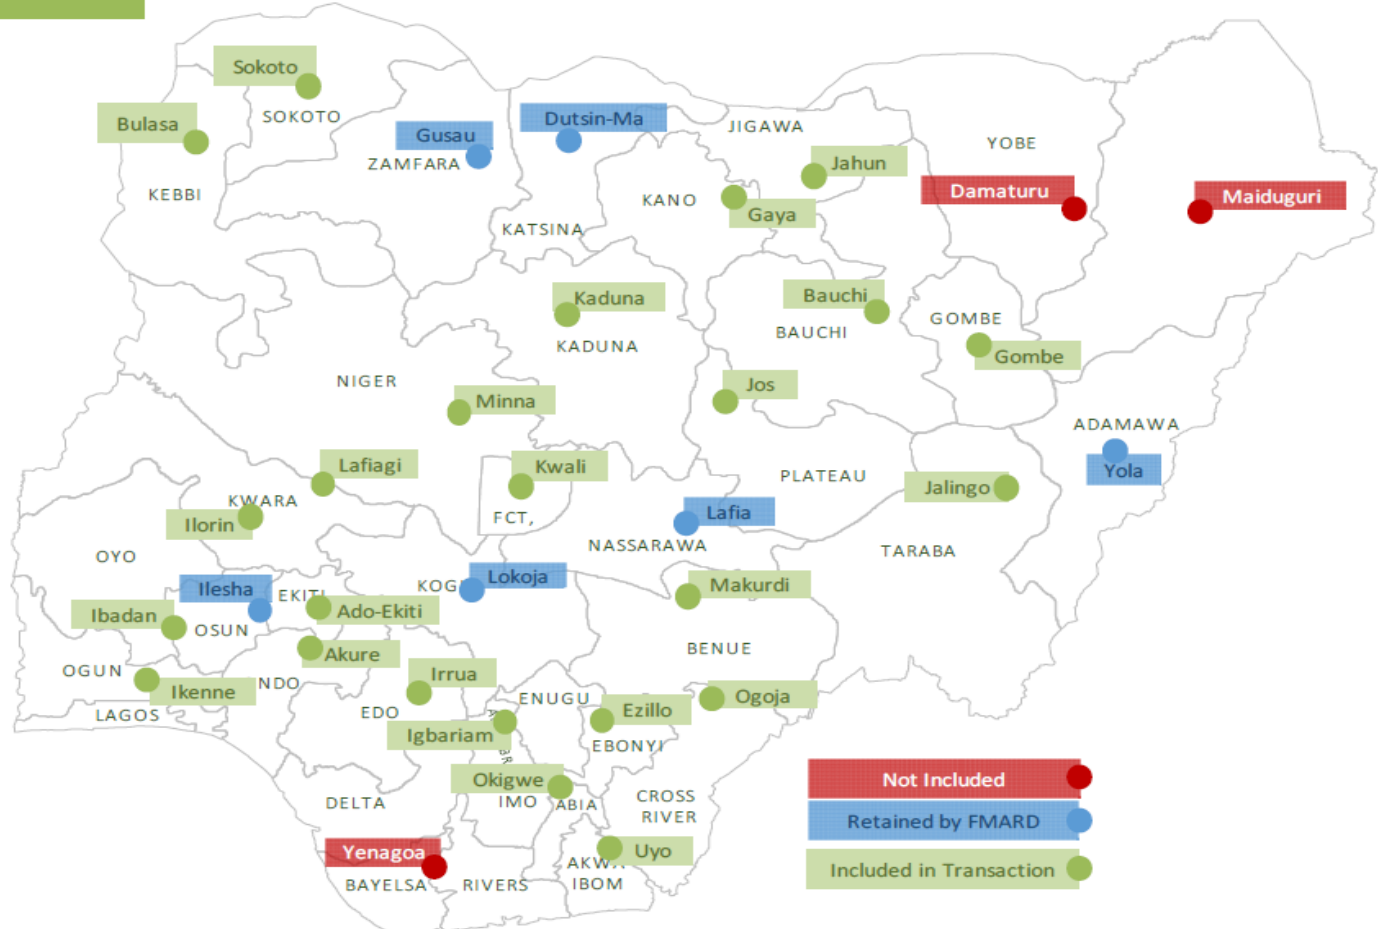 Sokoto
Bulasa
SOKOTO
Gusau
Dutsin-Ma
JIGAWA
YOBE
ZAMFARA
Jahun
KEBBI
KANO
Damaturu
Maiduguri
Gaya
KATSINA
Kaduna
Bauchi
GOMBE
BAUCHI
KADUNA
Gombe
NIGER
Jos
Minna
ADAMAWA
Lafiagi
Kwali
PLATEAU
Yola
Jalingo
KWARA
Ilorin
FCT,
Lafia
NASSARAWA
TARABA
OYO
Ilesha
EKITI
KOGI
Lokoja
Makurdi
Ibadan
Ado-Ekiti
OSUN
BENUE
Akure
OGUN
Irrua
Ikenne
NDO
ENUGU
Ogoja
LAGOS
EDO
Ezillo
Igbariam
EBONYI
Okigwe
Not Included
DELTA
IMO
ABIA
CROSS
RIVER
Retained by FMARD
Yenagoa
Uyo
AKWA
IBOM
Included in Transaction
BAYELSA
RIVERS